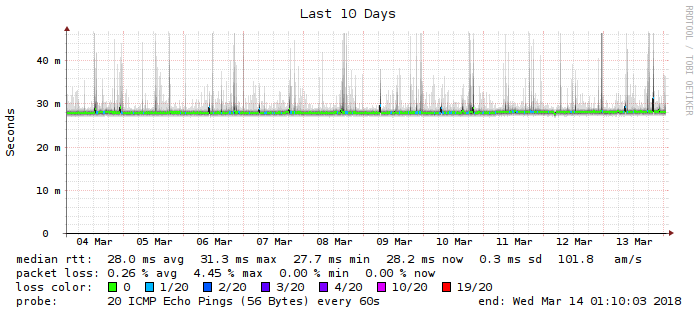 Last 10 Days
RRDTOOL / TOBI OETIKER
Seconds
40 m
30 m
20 m
10 m
0
04 Mar 05 Mar 06 Mar 07 Mar 08 Mar 09 Mar 10 Mar 11 Mar 12 Mar 13 Mar
median rtt: 28.0 ms avg 31.3 ms max 27.7 ms min 28.2 ms now 0.3 ms sd 101.8 am/s
packet loss: 0.26 % avg 4.45 % max 0.00 % min 0.00 % now
loss color: 0 1/20 2/20 3/20 4/20 10/20 19/20
probe: 20 ICMP Echo Pings (56 Bytes) every 60s end: Wed Mar 14 01:10:03 2018